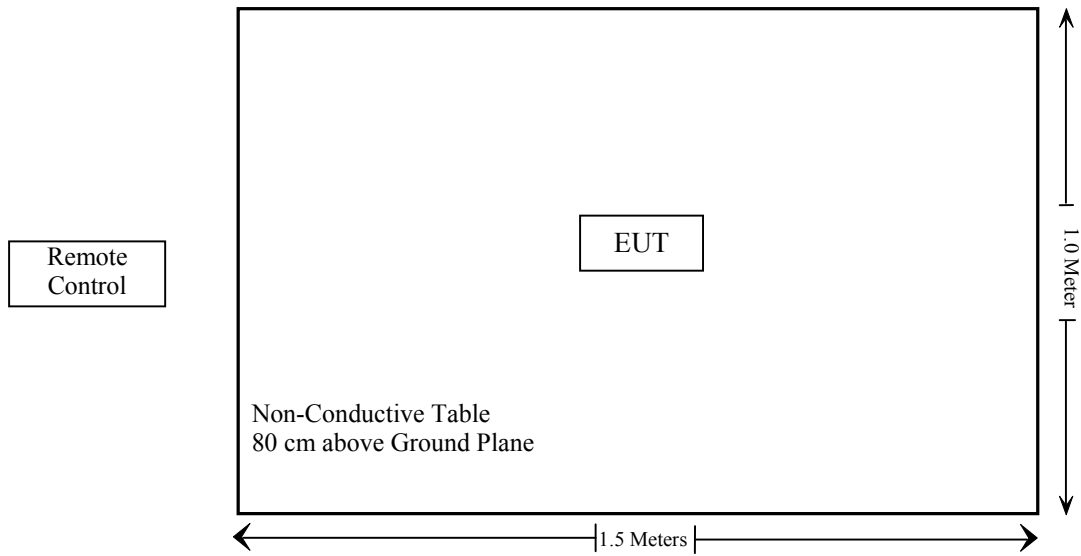 EUT
Remote
Control
1.0 Meter
Non-Conductive Table
80 cm above Ground Plane
1.5 Meters